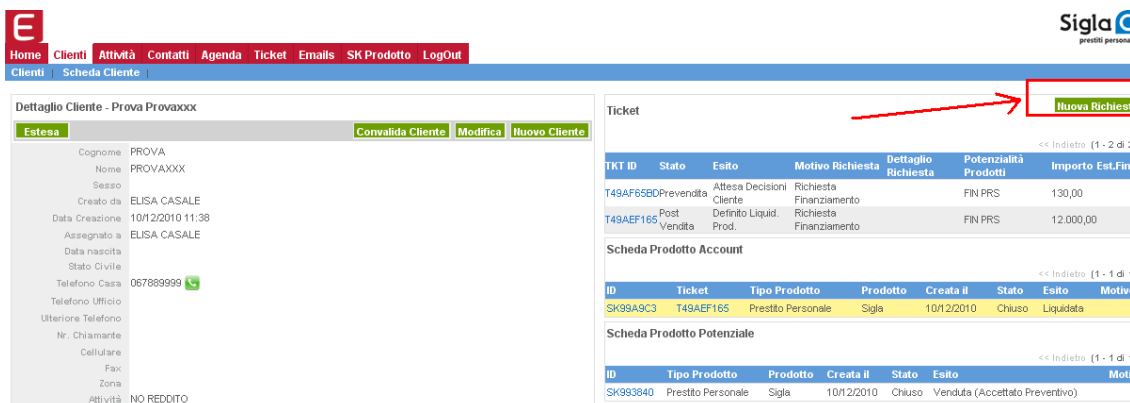 E
Sigla
prestiti persona
Home Clienti Attività Contatti Agenda Ticket Emails SK Prodotto LogOut
Clienti | Scheda Cliente |
Dettaglio Cliente - Prova Provaxxx
Estesa Convalida Cliente Modifica Nuovo Cliente
Cognome PROVA
Nome PROVAXXX
Sesso
Creato da ELISA CASALE
Data Creazione 10/12/2010 11:38
Assegnato a ELISA CASALE
Data nascita
Stato Civile
Telefono Casa 067889999
Telefono Ufficio
Ulteriore Telefono
Nr. Chiamante
Cellulare
Fax
Zona
Attività NO REDDITO
Ticket Nuova Richiest
<< Indietro (1 - 2 di 2
TKT ID Stato Esito Motivo Richiesta Dettaglio Richiesta Potenzialità Prodotti Importo Est.Fin
T49AF65BD Prevendita Attesa Decisioni Cliente Richiesta Finanziamento FIN PRS 130,00
T49AEF165 Post Vendita Definito Liquid. Prod. Richiesta Finanziamento FIN PRS 12.000,00
Scheda Prodotto Account
<< Indietro (1 - 1 di
ID Ticket Tipo Prodotto Prodotto Creata il Stato Esito Motiv
SK99A9C3 T49AEF165 Prestito Personale Sigla 10/12/2010 Chiuso Liquidata
Scheda Prodotto Potenziale
<< Indietro (1 - 1 di
ID Tipo Prodotto Prodotto Creata il Stato Esito Moti
SK993840 Prestito Personale Sigla 10/12/2010 Chiuso Venduta (Accettato Preventivo)